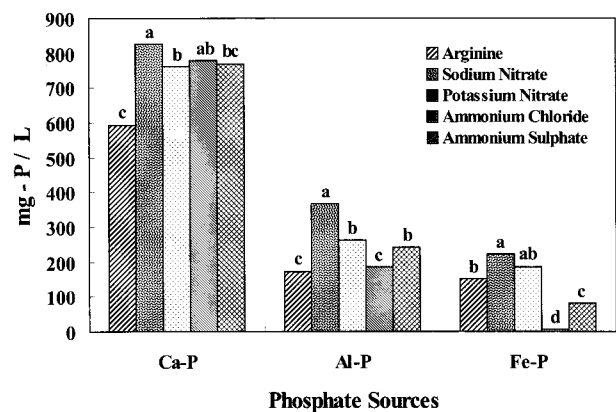 900
800
700
600
500
400
300
200
100
0
mg - P / L
Arginine
Sodium Nitrate
Potassium Nitrate
Ammonium Chloride
Ammonium Sulphate
c a b ab bc
c a b c b
b a ab d c
Ca-P Al-P Fe-P
Phosphate Sources